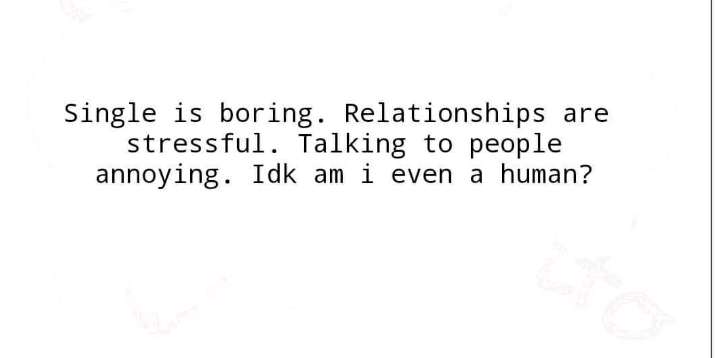 Single is boring. Relationships are
stressful. Talking to people
annoying. Idk am i even a human?